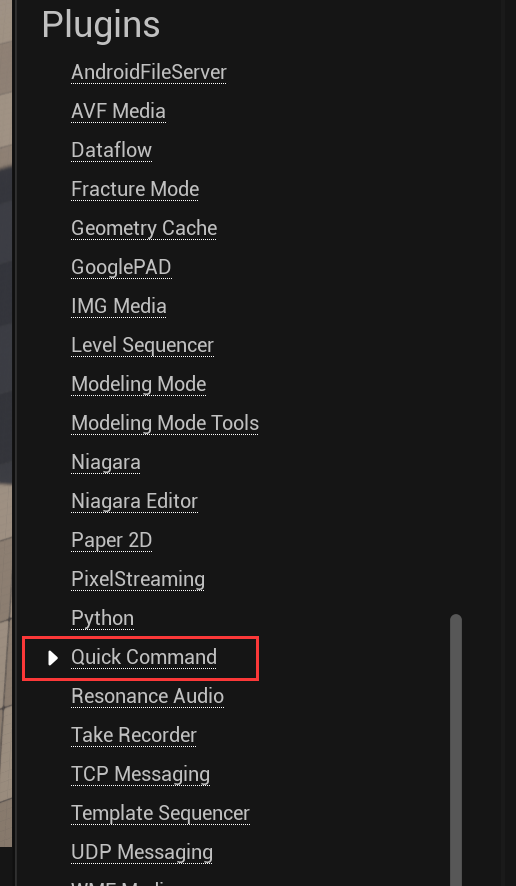 Plugins
AndroidFileServer
AVF Media
Dataflow
Fracture Mode
Geometry Cache
GooglePAD
IMG Media
Level Sequencer
Modeling Mode
Modeling Mode Tools
Niagara
Niagara Editor
Paper 2D
PixelStreaming
Python
Quick Command
Resonance Audio
Take Recorder
TCP Messaging
Template Sequencer
UDP Messaging